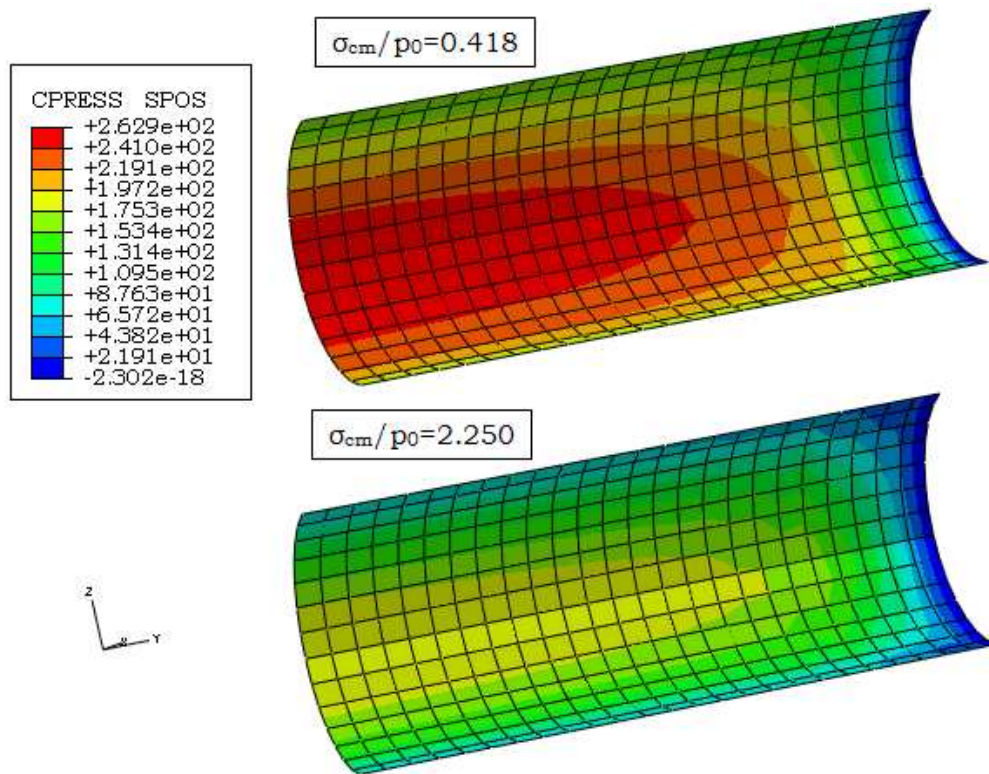 σcm/p0=0.418
CPRESS SPOS
+2.629e+02
+2.410e+02
+2.191e+02
+1.972e+02
+1.753e+02
+1.534e+02
+1.314e+02
+1.095e+02
+8.763e+01
+6.572e+01
+4.382e+01
+2.191e+01
-2.302e-18
σcm/p0=2.250
Z
Y